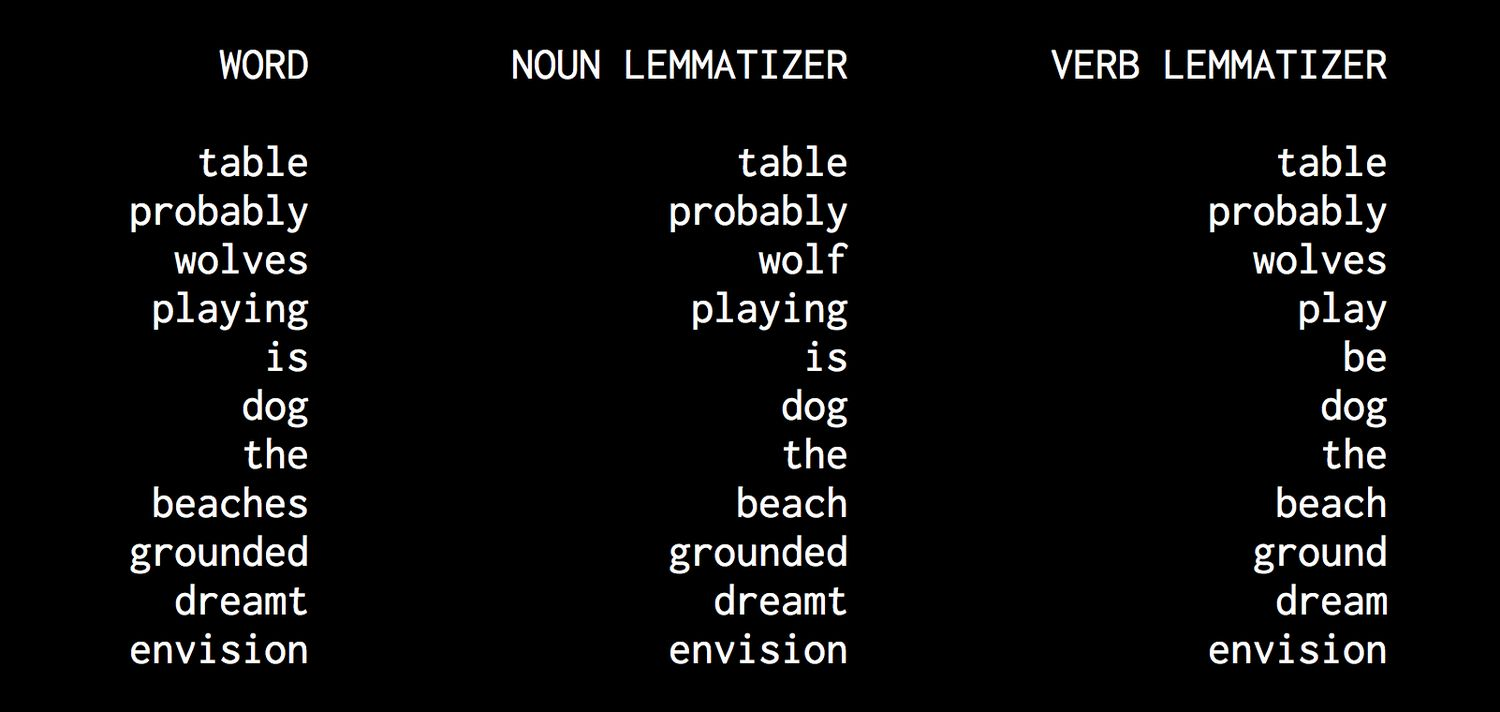 WORD NOUN LEMMATIZER VERB LEMMATIZER
table table table
probably probably probably
wolves wolf wolves
playing playing play
is is be
dog dog dog
the the the
beaches beach beach
grounded grounded ground
dreamt dreamt dream
envision envision envision